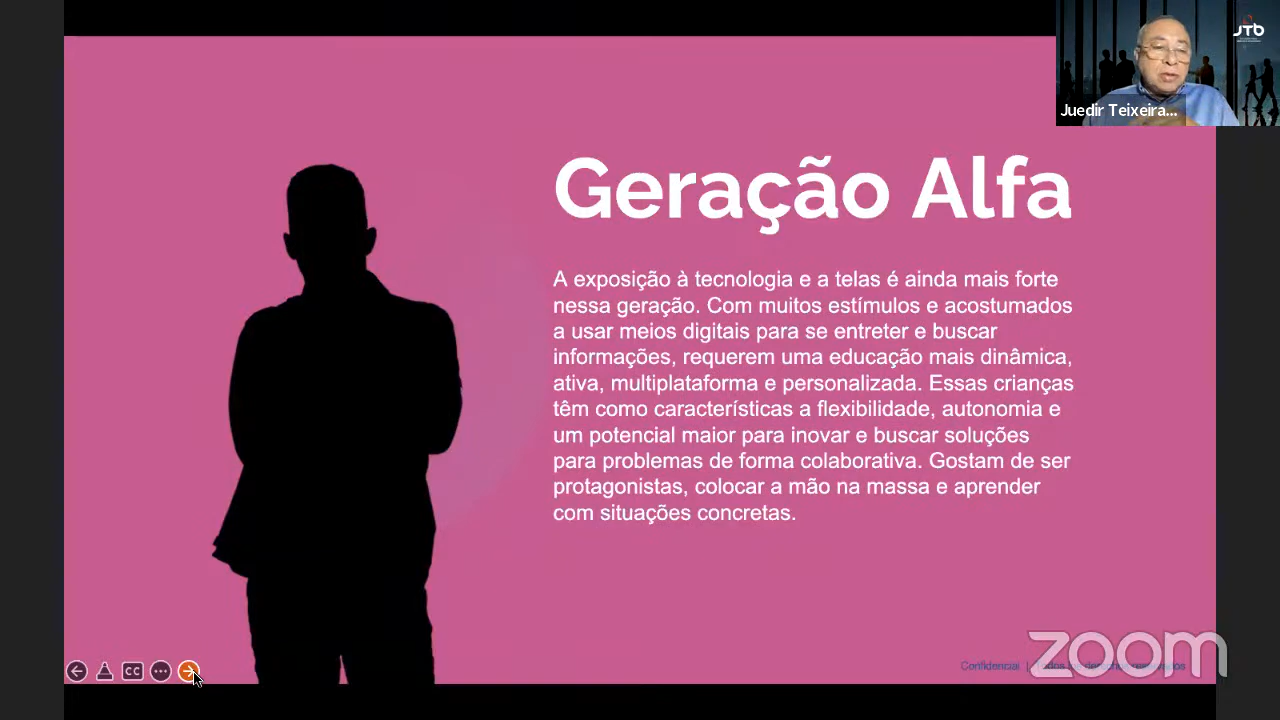 JTb
Juedir Teixeira...
Geração Alfa
A exposição à tecnologia e a telas é ainda mais forte
nessa geração. Com muitos estímulos e acostumados
a usar meios digitais para se entreter e buscar
informações, requerem uma educação mais dinâmica,
ativa, multiplataforma e personalizada. Essas crianças
têm como características a flexibilidade, autonomia e
um potencial maior para inovar e buscar soluções
para problemas de forma colaborativa. Gostam de ser
protagonistas, colocar a mão na massa e aprender
com situações concretas.
CC
Confidencial |
zoom